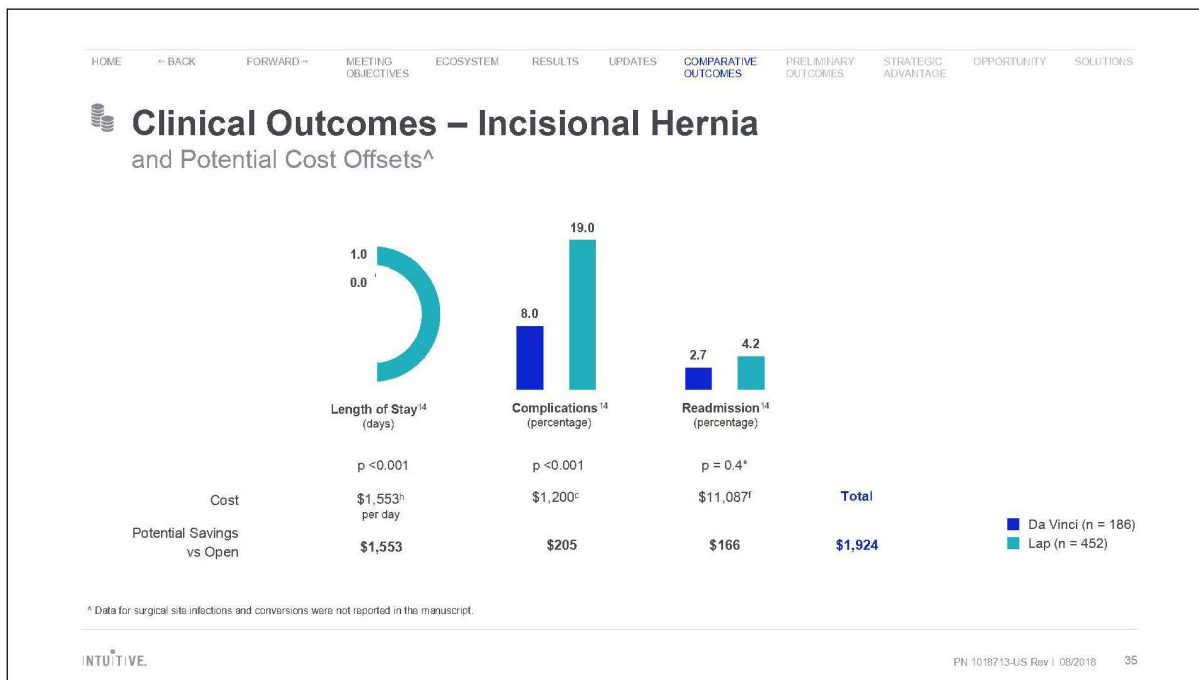 HOME ←BACK FORWARD→ MEETING OBJECTIVES ECOSYSTEM RESULTS UPDATES COMPARATIVE OUTCOMES PRELIMINARY OUTCOMES STRATEGIC ADVANTAGE OPPORTUNITY SOLUTIONS
Clinical Outcomes – Incisional Hernia
and Potential Cost Offsets^
19.0
1.0
0.0
8.0
4.2
2.7
Length of Stay14 Complications 14 Readmission14
(days) (percentage) (percentage)
p <0.001 p <0.001 p = 0.4*
Cost $1,553h $1,200c $11,087f Total
per day
Potential Savings
vs Open $1,553 $205 $166 $1,924
Da Vinci (n = 186)
Lap (n = 452)
^ Data for surgical site infections and conversions were not reported in the manuscript.
INTUITIVE. PN 1018713-US Rev I 08/2018 35